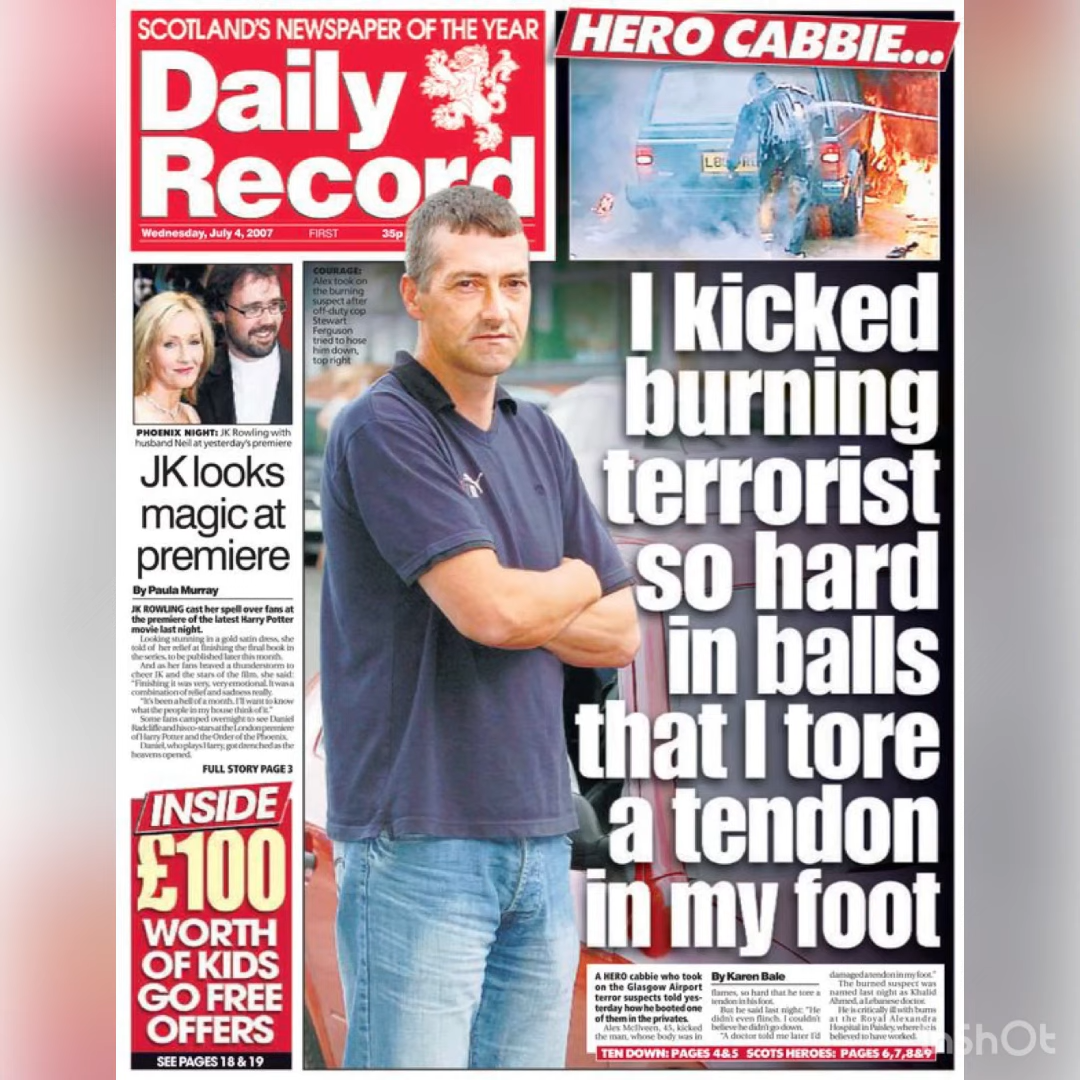 SCOTLAND'S NEWSPAPER OF THE YEAR
Daily
Record
Wednesday, July 4, 2007 FIRST 35p
HERO CABBIE...
PHOENIX NIGHT: JK Rowling with
husband Neil at yesterday's premiere
JK looks
magic at
premiere
By Paula Murray
JK ROWLING cast her spell over fans at
the premiere of the latest Harry Potter
movie last night.
Looking stunning in a gold satin dress, she
told of her relief at finishing the final book in
the series, to be published later this month.
And as her fans braved a thunderstorm to
cheer JK and the stars of the film, she said:
"Finishing it was very, very emotional. It was a
combination of relief and sadness really.
"It's been a hell of a month. I'll want to know
what the people in my house think of it."
Some fans camped overnight to see Daniel
Radcliffe and his co-stars at the London premiere
of Harry Potter and the Order of the Phoenix.
Daniel, who plays Harry, got drenched as the
heavens opened.
FULL STORY PAGE 3
INSIDE
£100
WORTH
OF KIDS
GO FREE
OFFERS
SEE PAGES 18 & 19
COURAGE:
Alex took on
the burning
suspect after
off-duty cop
Stewart
Ferguson
tried to hose
him down,
top right
I kicked
burning
terrorist
so hard
in balls
that I tore
a tendon
in my foot
A HERO cabbie who took
on the Glasgow Airport
terror suspects told yes-
terday how he booted one
of them in the privates.
Alex McIlveen, 45, kicked
the man, whose body was in
By Karen Bale
flames, so hard that he tore a
tendon in his foot.
But he said last night: "He
didn't even flinch. I couldn't
believe he didn't go down.
"A doctor told me later I'd
damaged a tendon in my foot."
The burned suspect was
named last night as Khalid
Ahmed, a Lebanese doctor.
He is critically ill with burns
at the Royal Alexandra
Hospital in Paisley, where he is
believed to have worked.
TEN DOWN: PAGES 4&5 SCOTS HEROES: PAGES 6,7,8&9